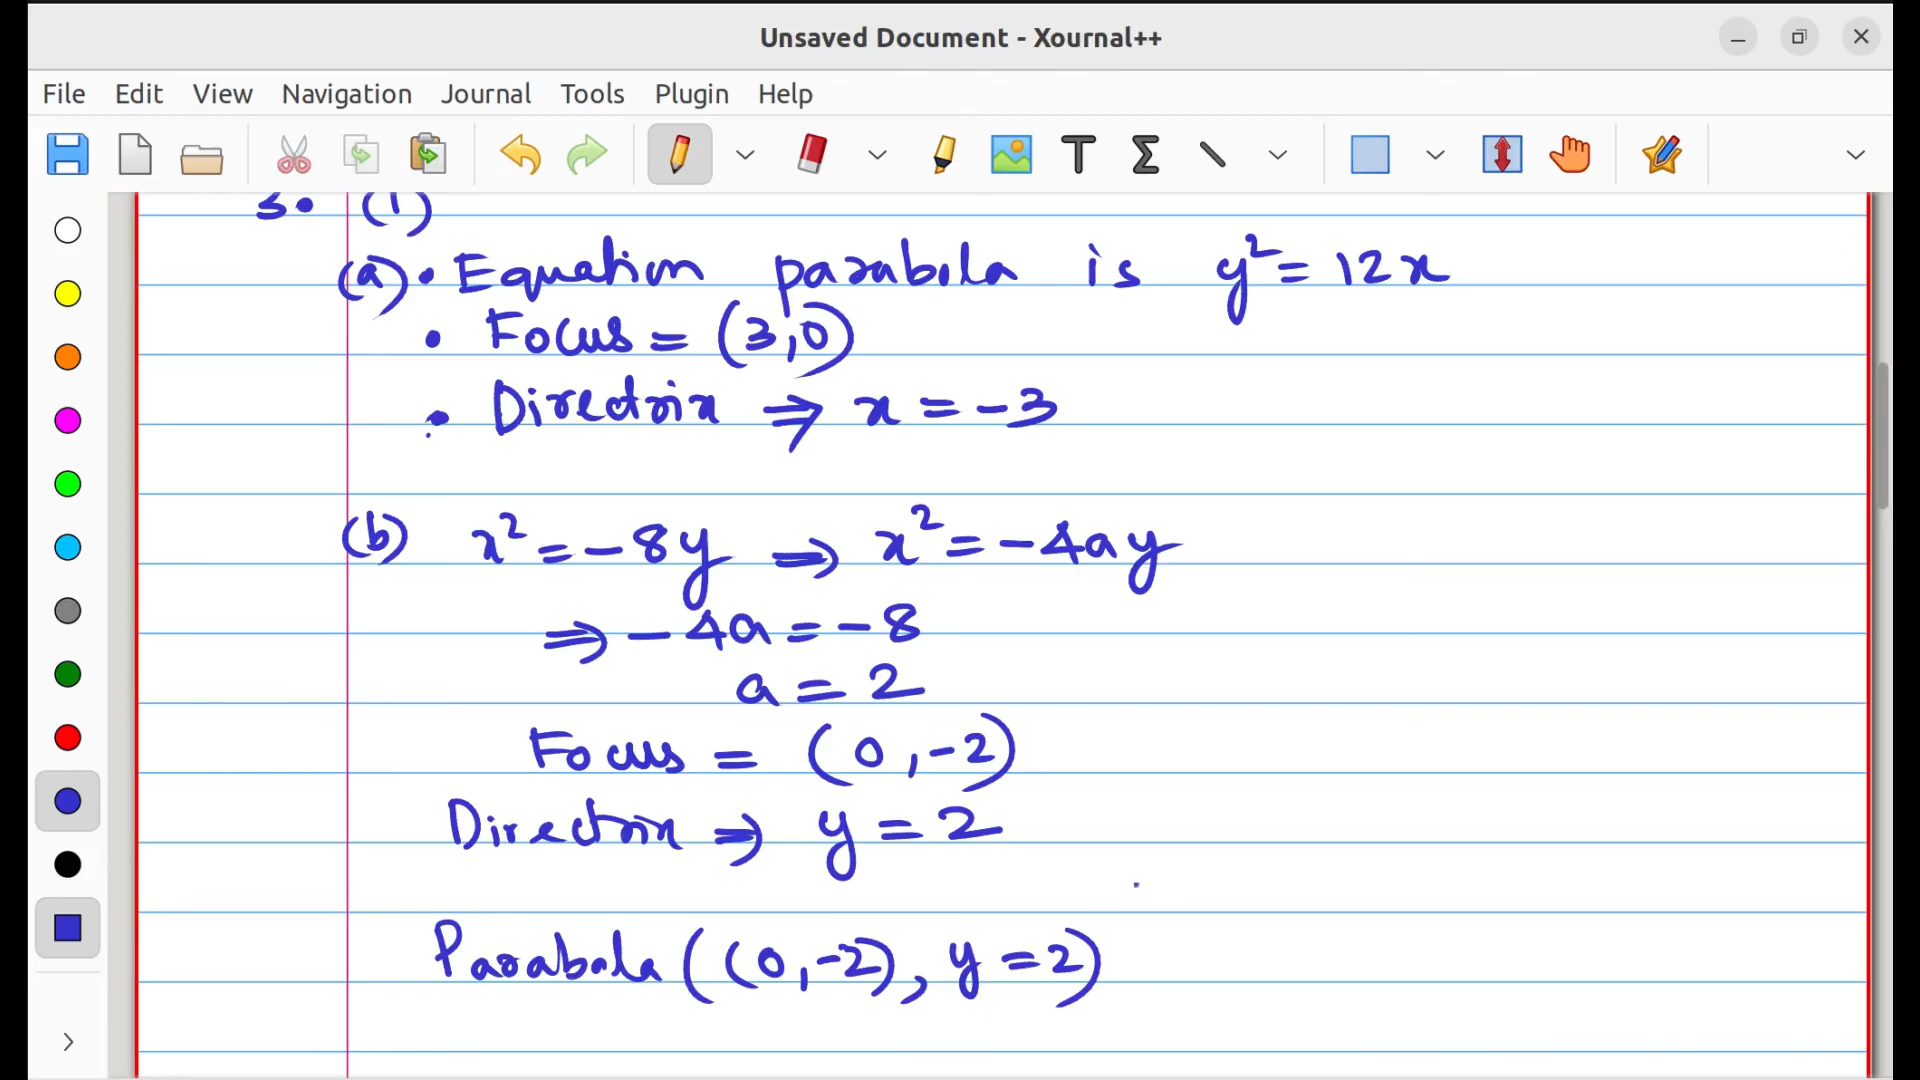 Unsaved Document - Xournal++
File Edit View Navigation Journal Tools Plugin Help
3. (1)
(a) • Equation parabola is y² = 12x
• Focus = (3,0)
• Directrix ⇒ x = -3
(b) x² = -8y ⇒ x² = -4ay
⇒ -4a = -8
a = 2
Focus = (0, -2)
Directrix ⇒ y = 2
Parabola ((0,-2), y = 2)